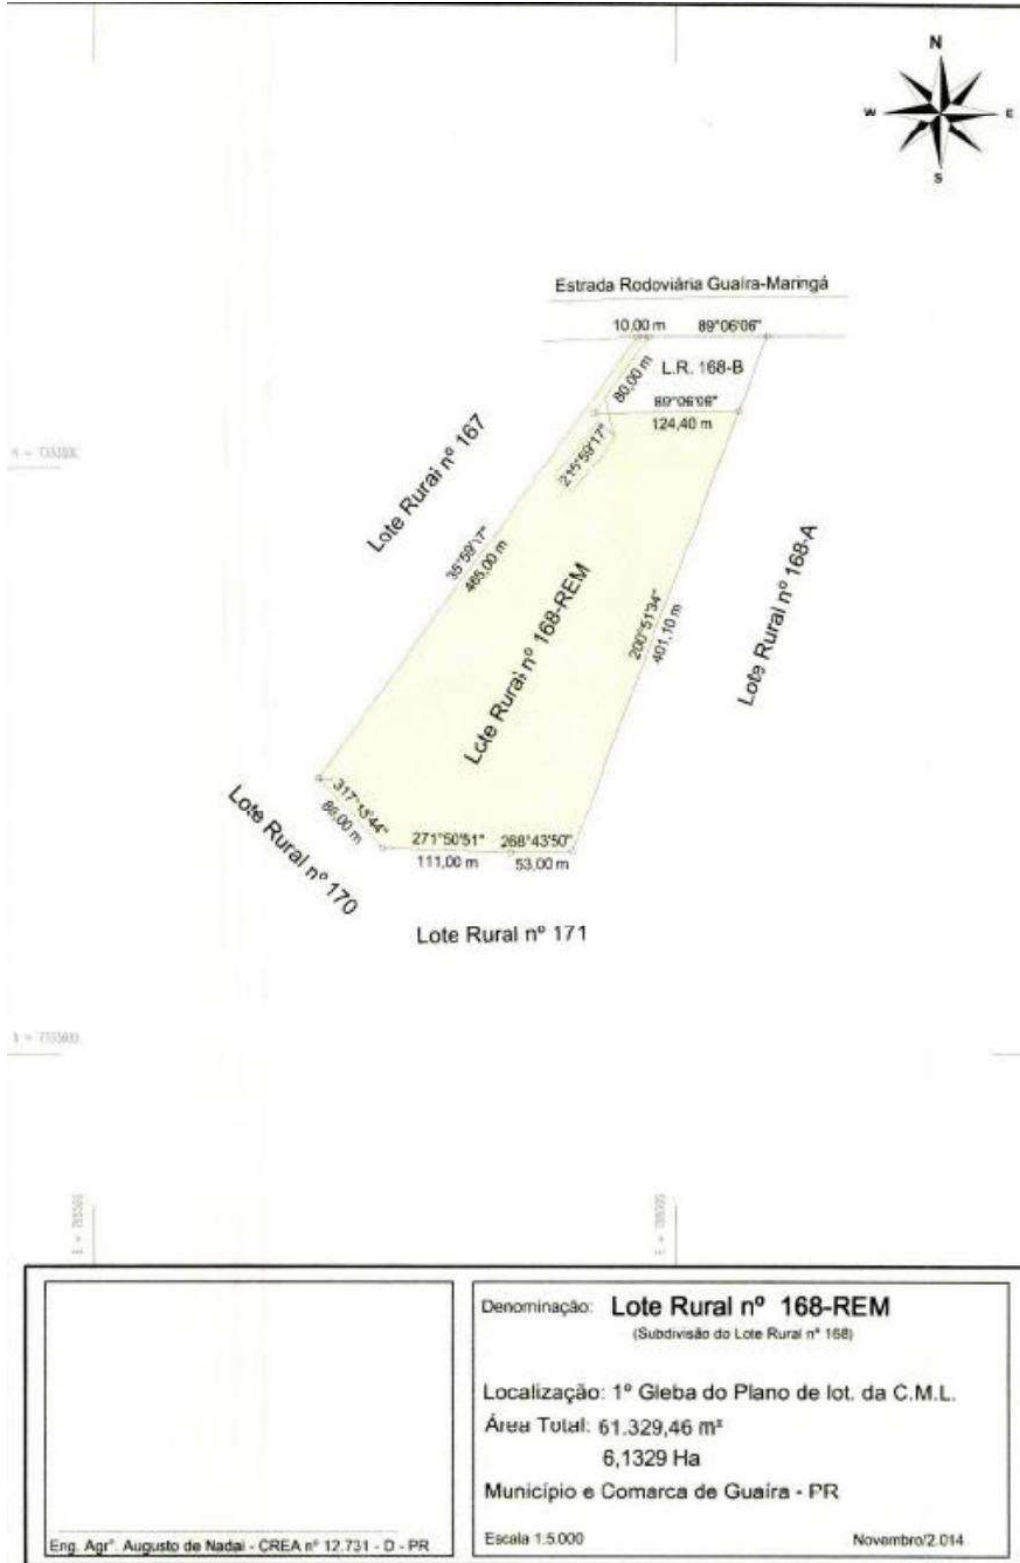 N
W
E
S
Estrada Rodoviária Guaíra-Maringá
10,00 m
89°06'06"
80,00 m
L.R. 168-B
89°06'06"
124,40 m
215°59'17"
Lote Rural nº 167
35°59'17"
465,00 m
Lote Rural nº 168-REM
200°51'34"
401,10 m
Lote Rural nº 168-A
317°13'44"
Lote Rural nº 170
271°50'51"
111,00 m
268°43'50"
53,00 m
Lote Rural nº 171
Denominação: Lote Rural nº 168-REM
(Subdivisão do Lote Rural nº 168)
Localização: 1º Gleba do Plano de lot. da C.M.L.
Área Total: 61.329,46 m²
6,1329 Ha
Município e Comarca de Guaíra - PR
Escala 1:5.000
Novembro/2.014
Eng. Agrº. Augusto de Nadai - CREA nº 12.731 - D - PR